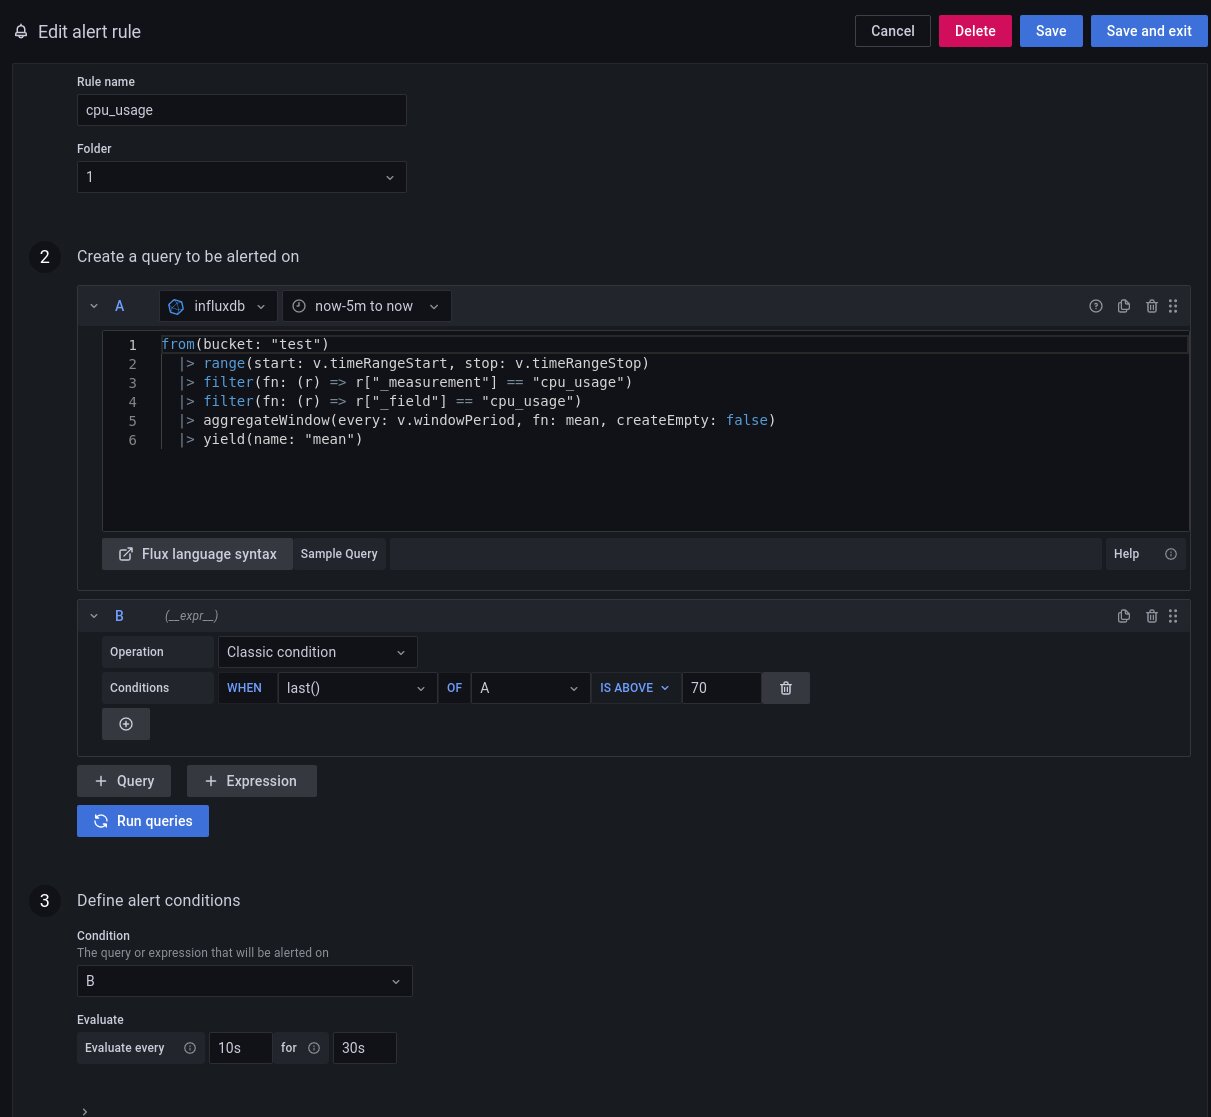 Edit alert rule Cancel Delete Save Save and exit
Rule name
cpu_usage
Folder
1
2 Create a query to be alerted on
A influxdb now-5m to now
1 from(bucket: "test")
2 |> range(start: v.timeRangeStart, stop: v.timeRangeStop)
3 |> filter(fn: (r) => r["_measurement"] == "cpu_usage")
4 |> filter(fn: (r) => r["_field"] == "cpu_usage")
5 |> aggregateWindow(every: v.windowPeriod, fn: mean, createEmpty: false)
6 |> yield(name: "mean")
Flux language syntax Sample Query Help
B (__expr__)
Operation Classic condition
Conditions WHEN last() OF A IS ABOVE 70
+ Query + Expression
Run queries
3 Define alert conditions
Condition
The query or expression that will be alerted on
B
Evaluate
Evaluate every 10s for 30s